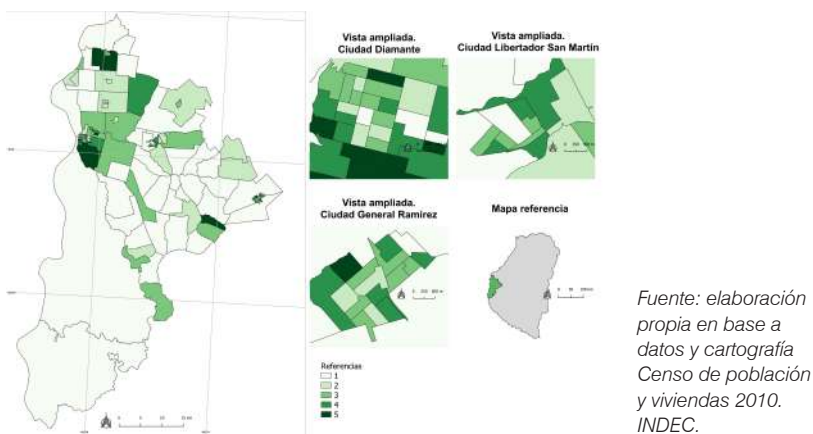 Vista ampliada.
Ciudad Diamante
Vista ampliada.
Ciudad Libertador San Martín
Vista ampliada.
Ciudad General Ramirez
Mapa referencia
Referencias
1
2
3
4
5
Fuente: elaboración
propia en base a
datos y cartografía
Censo de población
y viviendas 2010.
INDEC.